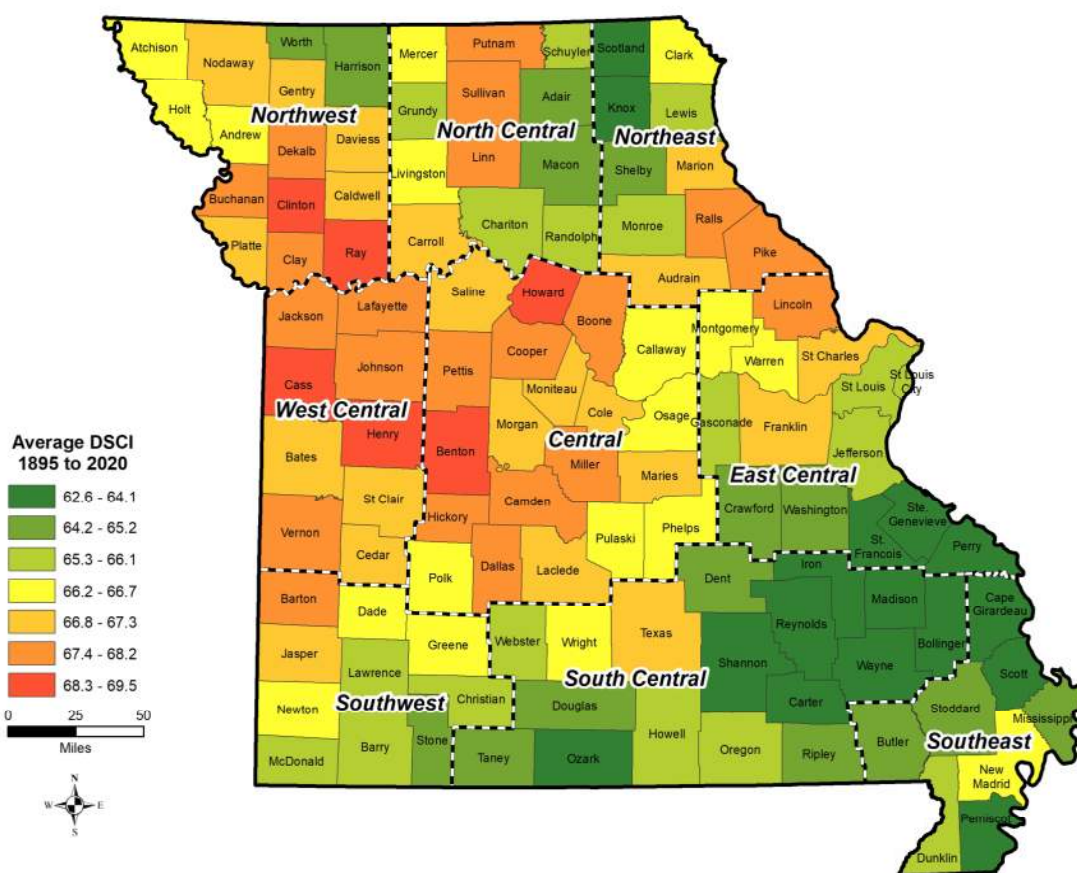 Atchison
Nodaway
Worth
Harrison
Mercer
Putnam
Schuyler
Scotland
Clark
Holt
Gentry
Andrew
Northwest
Dekalb
Daviess
Grundy
Sullivan
Adair
North Central
Knox
Lewis
Northeast
Linn
Macon
Shelby
Marion
Buchanan
Clinton
Caldwell
Livingston
Chariton
Randolph
Monroe
Ralls
Pike
Platte
Clay
Ray
Carroll
Audrain
Jackson
Lafayette
Saline
Howard
Boone
Callaway
Montgomery
Lincoln
Warren
St Charles
St Louis
St Louis
City
Cass
Johnson
Pettis
Cooper
Moniteau
Cole
Osage
Gasconade
Franklin
Jefferson
West Central
Henry
Benton
Morgan
Central
Miller
Maries
East Central
Bates
St Clair
Camden
Crawford
Washington
Ste.
Genevieve
St.
Francois
Perry
Vernon
Cedar
Hickory
Polk
Dallas
Laclede
Pulaski
Phelps
Dent
Iron
Madison
Bollinger
Cape
Girardeau
Barton
Dade
Jasper
Greene
Webster
Wright
Texas
Reynolds
Shannon
Wayne
Scott
Lawrence
Christian
Southwest
South Central
Douglas
Carter
Stoddard
Mississippi
Southeast
Newton
McDonald
Barry
Stone
Taney
Ozark
Howell
Oregon
Ripley
Butler
New
Madrid
Pemiscot
Dunklin
Average DSCI
1895 to 2020
62.6 - 64.1
64.2 - 65.2
65.3 - 66.1
66.2 - 66.7
66.8 - 67.3
67.4 - 68.2
68.3 - 69.5
0 25 50
Miles
N
W E
S